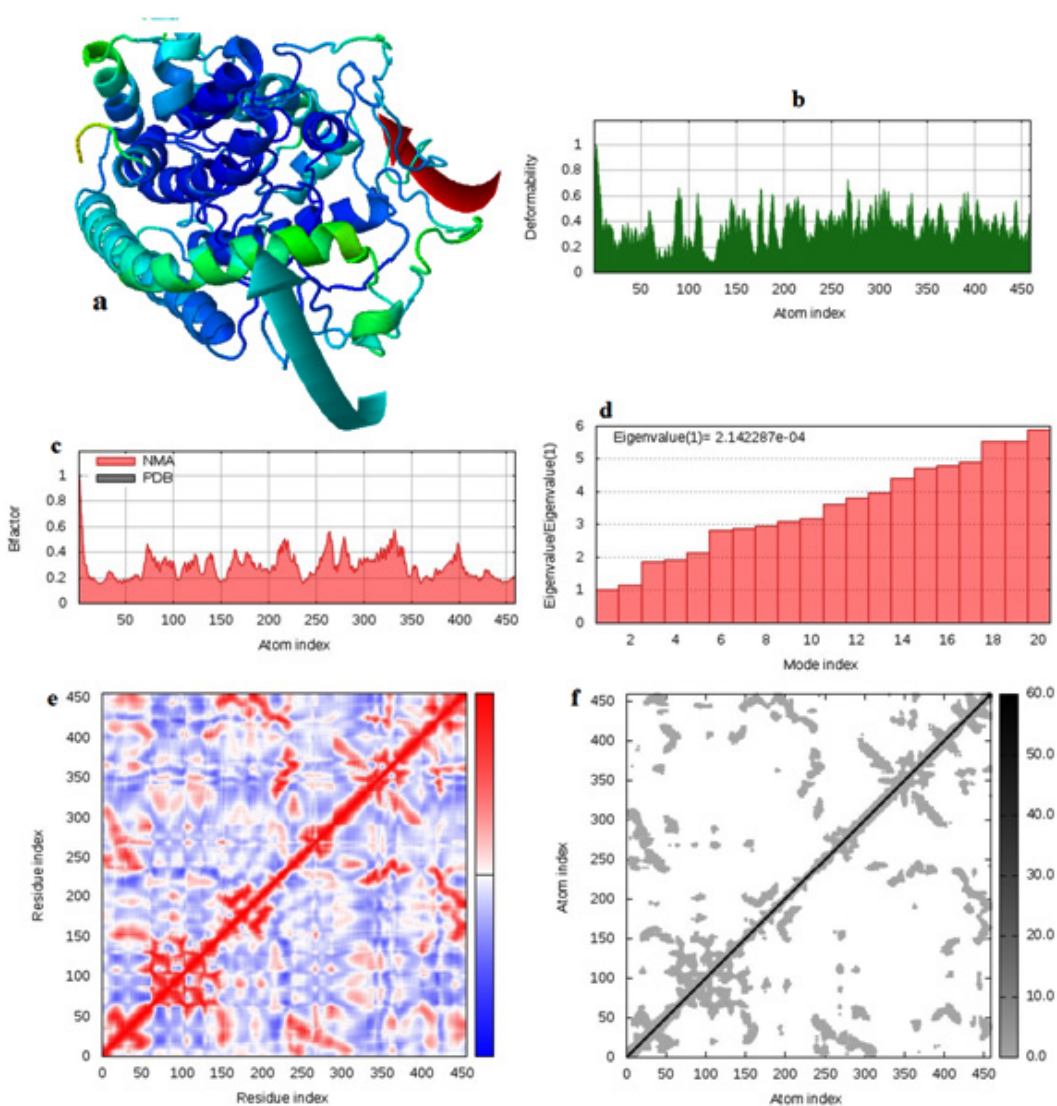 a
b
Deformability
1
0.8
0.6
0.4
0.2
0
50 100 150 200 250 300 350 400 450
Atom index
c
NMA
PDB
Bfactor
1
0.8
0.6
0.4
0.2
0
50 100 150 200 250 300 350 400 450
Atom index
d
Eigenvalue(1)= 2.142287e-04
Eigenvalue/Eigenvalue(1)
6
5
4
3
2
1
0
2 4 6 8 10 12 14 16 18 20
Mode index
e
Residue index
450
400
350
300
250
200
150
100
50
0
0 50 100 150 200 250 300 350 400 450
Residue index
f
Atom index
450
400
350
300
250
200
150
100
50
0
0 50 100 150 200 250 300 350 400 450
Atom index
60.0
50.0
40.0
30.0
20.0
10.0
0.0